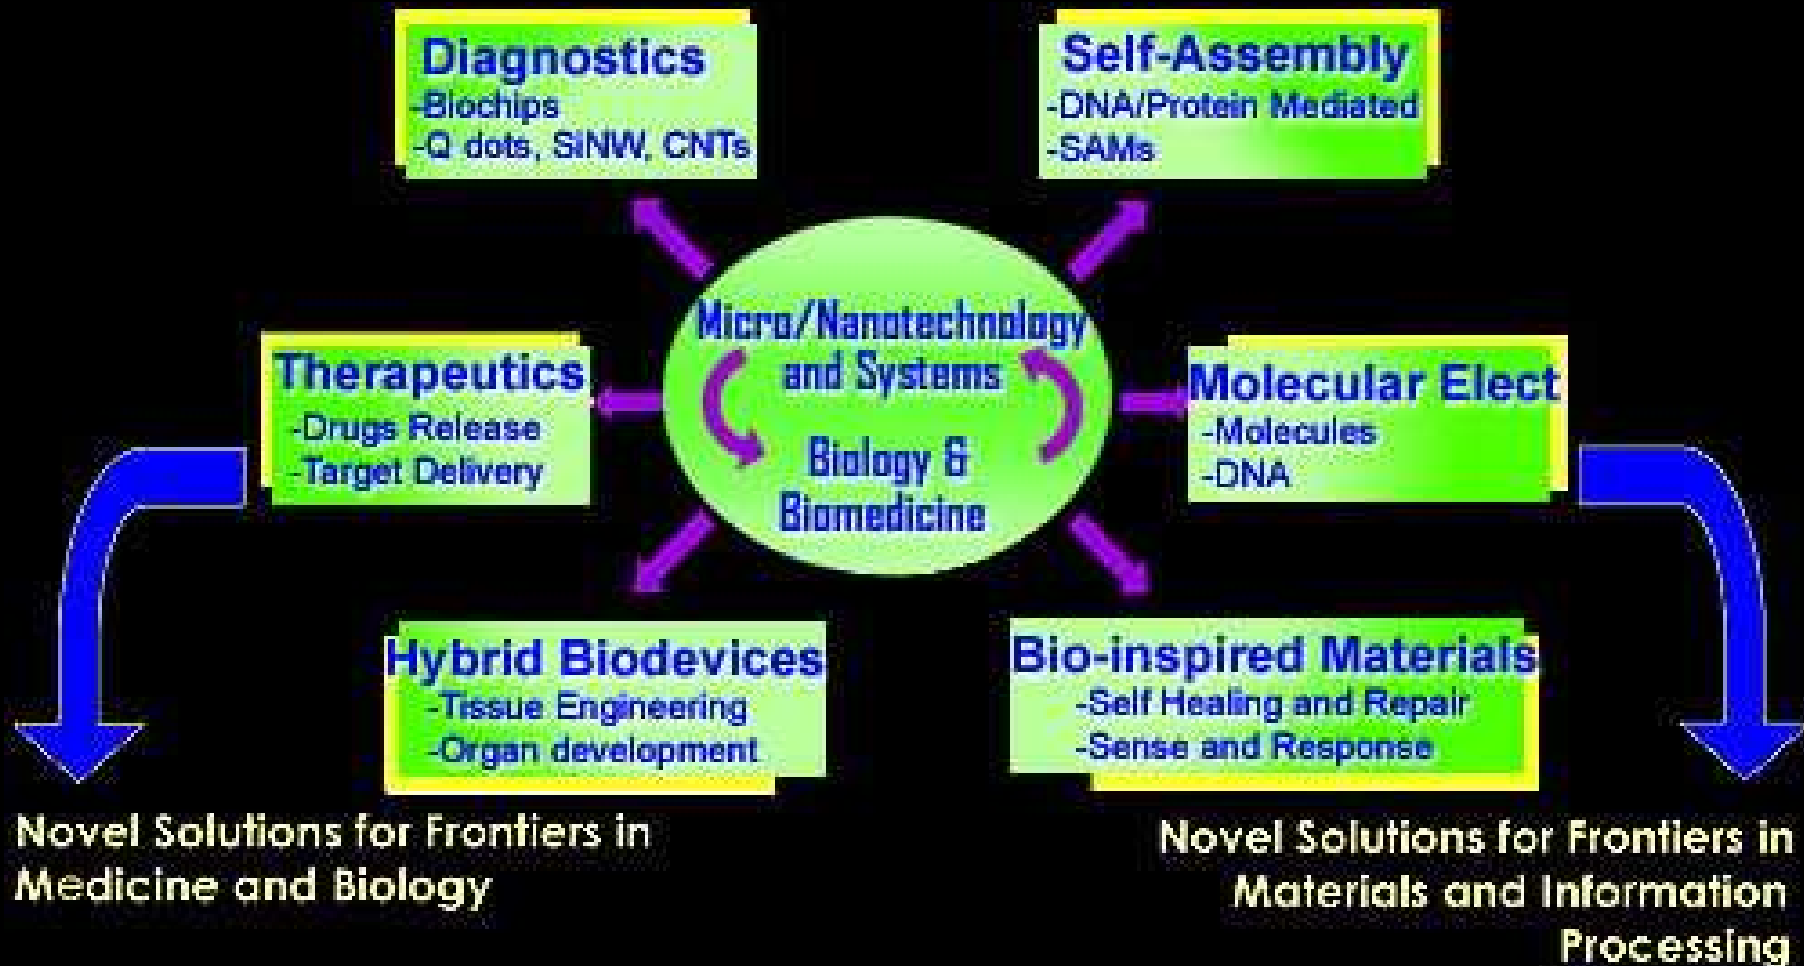 Diagnostics
-Biochips
-Q dots, SiNW, CNTs
Self-Assembly
-DNA/Protein Mediated
-SAMs
Micro/Nanotechnology
and Systems
Biology &
Biomedicine
Therapeutics
-Drugs Release
-Target Delivery
Molecular Elect
-Molecules
-DNA
Hybrid Biodevices
-Tissue Engineering
-Organ development
Bio-inspired Materials
-Self Healing and Repair
-Sense and Response
Novel Solutions for Frontiers in
Medicine and Biology
Novel Solutions for Frontiers in
Materials and Information
Processing